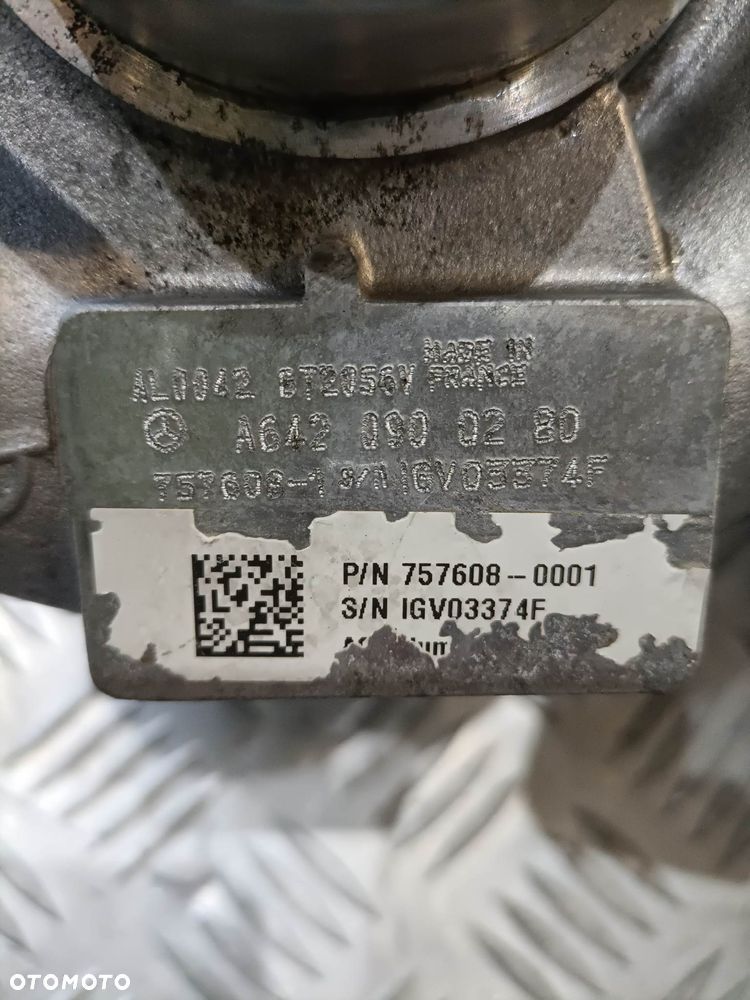 MADE IN
AL0042 GT2056V FRANCE
A642 090 02 80
757608-1 S/N IGV03374F
P/N 757608-0001
S/N IGV03374F
OTOMOTO